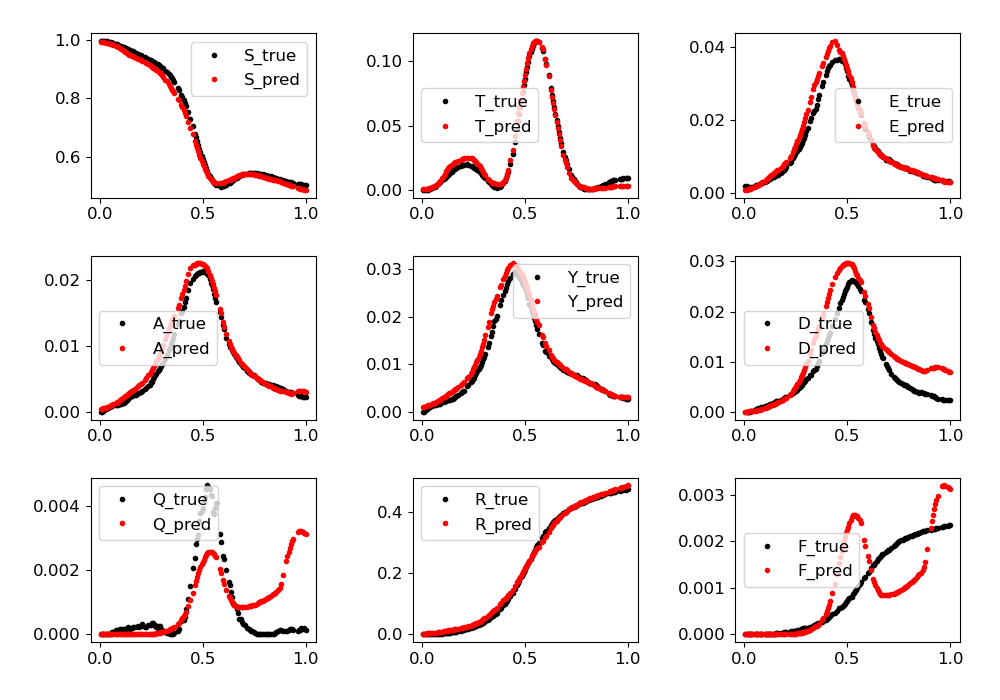 1.0
0.8
0.6
0.0 0.5 1.0
S_true
S_pred
0.10
0.05
0.00
0.0 0.5 1.0
T_true
T_pred
0.04
0.02
0.00
0.0 0.5 1.0
E_true
E_pred
0.02
0.01
0.00
0.0 0.5 1.0
A_true
A_pred
0.03
0.02
0.01
0.00
0.0 0.5 1.0
Y_true
Y_pred
0.03
0.02
0.01
0.00
0.0 0.5 1.0
D_true
D_pred
0.004
0.002
0.000
0.0 0.5 1.0
Q_true
Q_pred
0.4
0.2
0.0
0.0 0.5 1.0
R_true
R_pred
0.003
0.002
0.001
0.000
0.0 0.5 1.0
F_true
F_pred